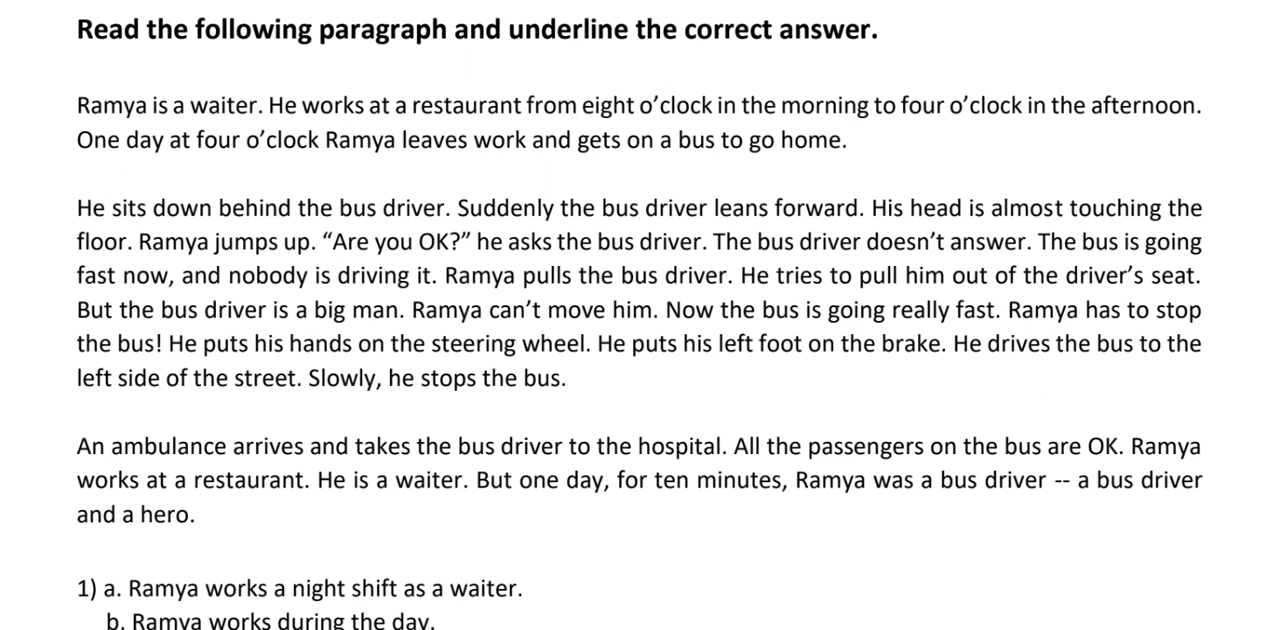 Read the following paragraph and underline the correct answer.
Ramya is a waiter. He works at a restaurant from eight o’clock in the morning to four o’clock in the afternoon.
One day at four o’clock Ramya leaves work and gets on a bus to go home.
He sits down behind the bus driver. Suddenly the bus driver leans forward. His head is almost touching the
floor. Ramya jumps up. “Are you OK?” he asks the bus driver. The bus driver doesn’t answer. The bus is going
fast now, and nobody is driving it. Ramya pulls the bus driver. He tries to pull him out of the driver’s seat.
But the bus driver is a big man. Ramya can’t move him. Now the bus is going really fast. Ramya has to stop
the bus! He puts his hands on the steering wheel. He puts his left foot on the brake. He drives the bus to the
left side of the street. Slowly, he stops the bus.
An ambulance arrives and takes the bus driver to the hospital. All the passengers on the bus are OK. Ramya
works at a restaurant. He is a waiter. But one day, for ten minutes, Ramya was a bus driver -- a bus driver
and a hero.
1) a. Ramya works a night shift as a waiter.
b. Ramya works during the day.